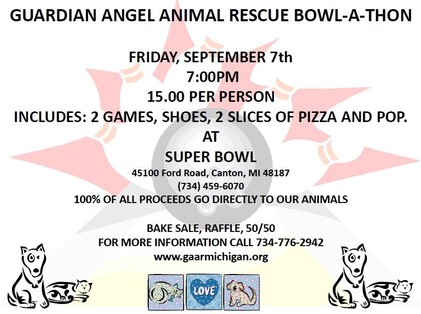 GUARDIAN ANGEL ANIMAL RESCUE BOWL-A-THON
FRIDAY, SEPTEMBER 7th
7:00PM
15.00 PER PERSON
INCLUDES: 2 GAMES, SHOES, 2 SLICES OF PIZZA AND POP.
AT
SUPER BOWL
45100 Ford Road, Canton, MI 48187
(734) 459-6070
100% OF ALL PROCEEDS GO DIRECTLY TO OUR ANIMALS
BAKE SALE, RAFFLE, 50/50
FOR MORE INFORMATION CALL 734-776-2942
www.gaarmichigan.org
LOVE